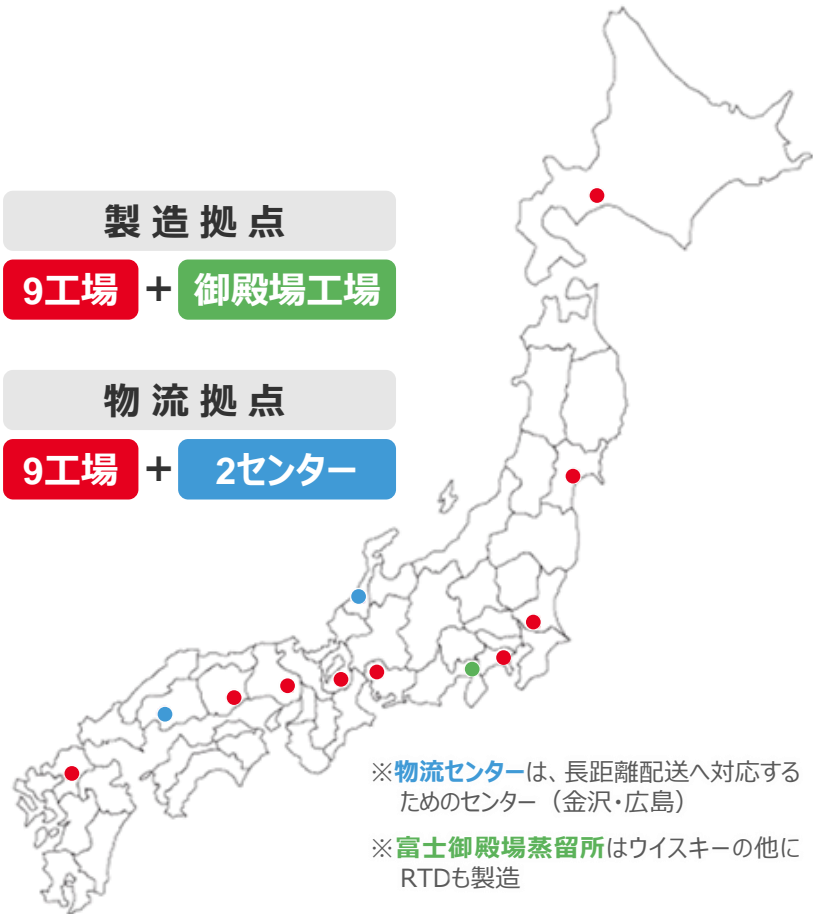 製造拠点
9工場 + 御殿場工場
物流拠点
9工場 + 2センター
※物流センターは、長距離配送へ対応する
ためのセンター（金沢・広島）
※富士御殿場蒸留所はウイスキーの他に
RTDも製造